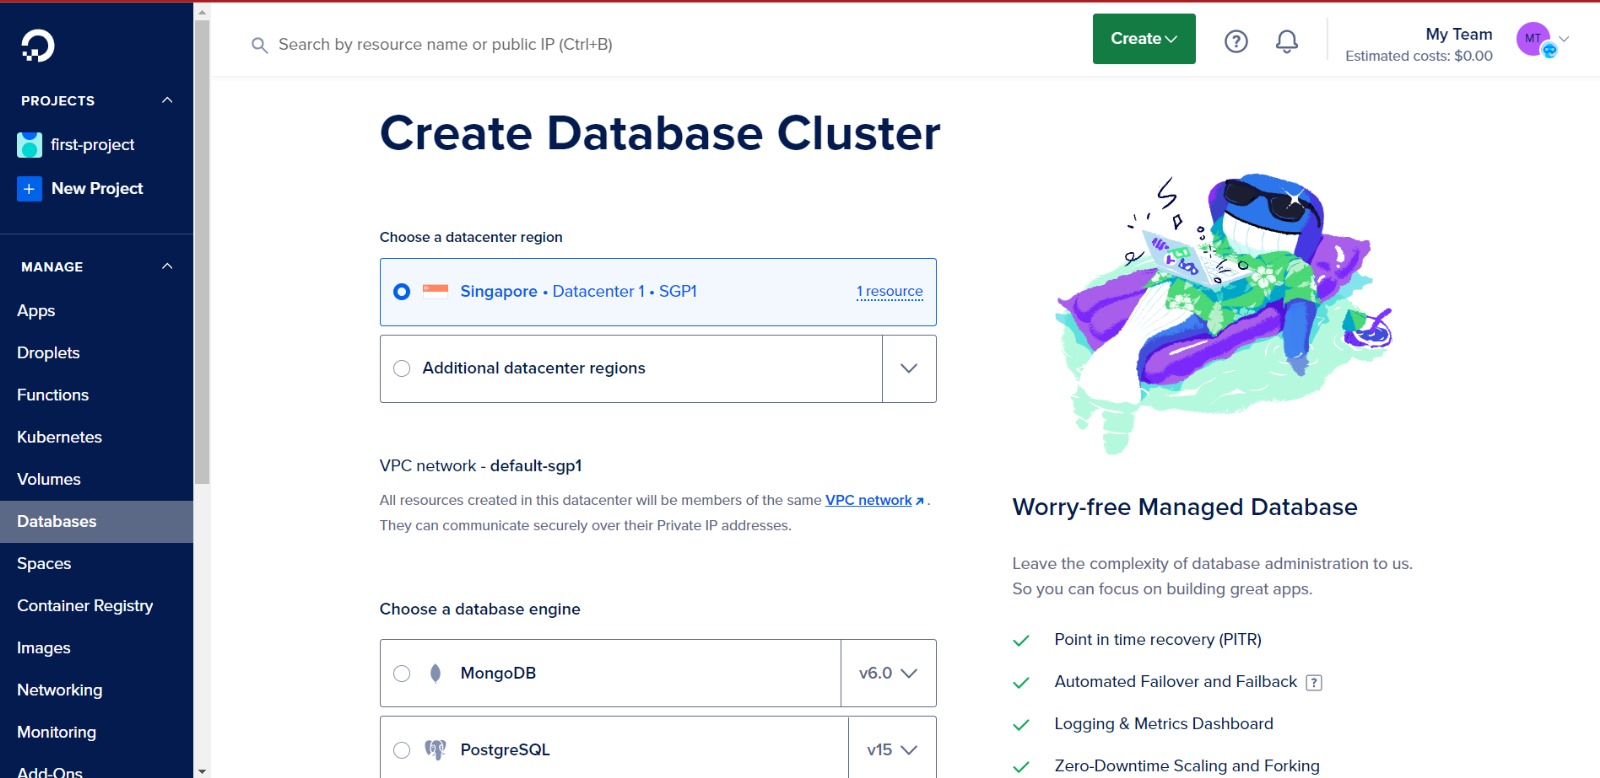 Search by resource name or public IP (Ctrl+B)
Create
My Team
Estimated costs: $0.00
MT
PROJECTS
first-project
New Project
MANAGE
Apps
Droplets
Functions
Kubernetes
Volumes
Databases
Spaces
Container Registry
Images
Networking
Monitoring
Add-Ons
Create Database Cluster
Choose a datacenter region
Singapore • Datacenter 1 • SGP1
1 resource
Additional datacenter regions
VPC network - default-sgp1
All resources created in this datacenter will be members of the same VPC network.
They can communicate securely over their Private IP addresses.
Choose a database engine
MongoDB
v6.0
PostgreSQL
v15
Worry-free Managed Database
Leave the complexity of database administration to us.
So you can focus on building great apps.
Point in time recovery (PITR)
Automated Failover and Failback
Logging & Metrics Dashboard
Zero-Downtime Scaling and Forking